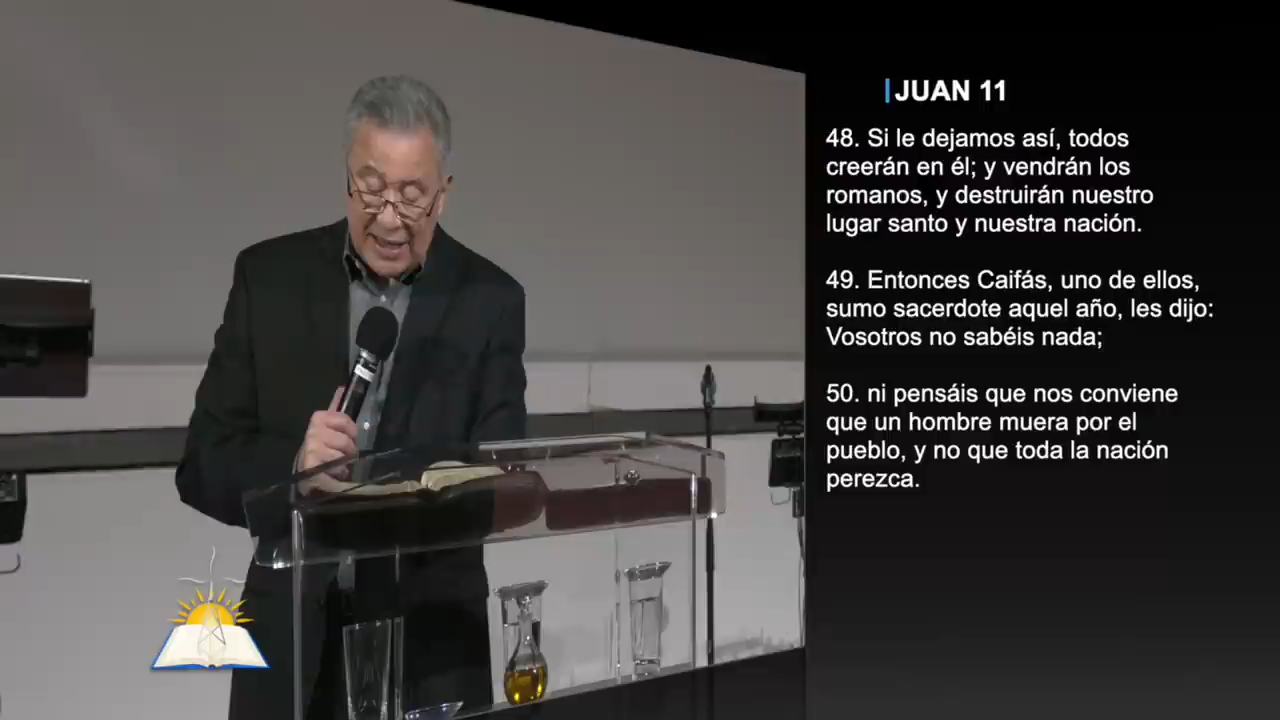 JUAN 11
48. Si le dejamos así, todos
creerán en él; y vendrán los
romanos, y destruirán nuestro
lugar santo y nuestra nación.
49. Entonces Caifás, uno de ellos,
sumo sacerdote aquel año, les dijo:
Vosotros no sabéis nada;
50. ni pensáis que nos conviene
que un hombre muera por el
pueblo, y no que toda la nación
perezca.